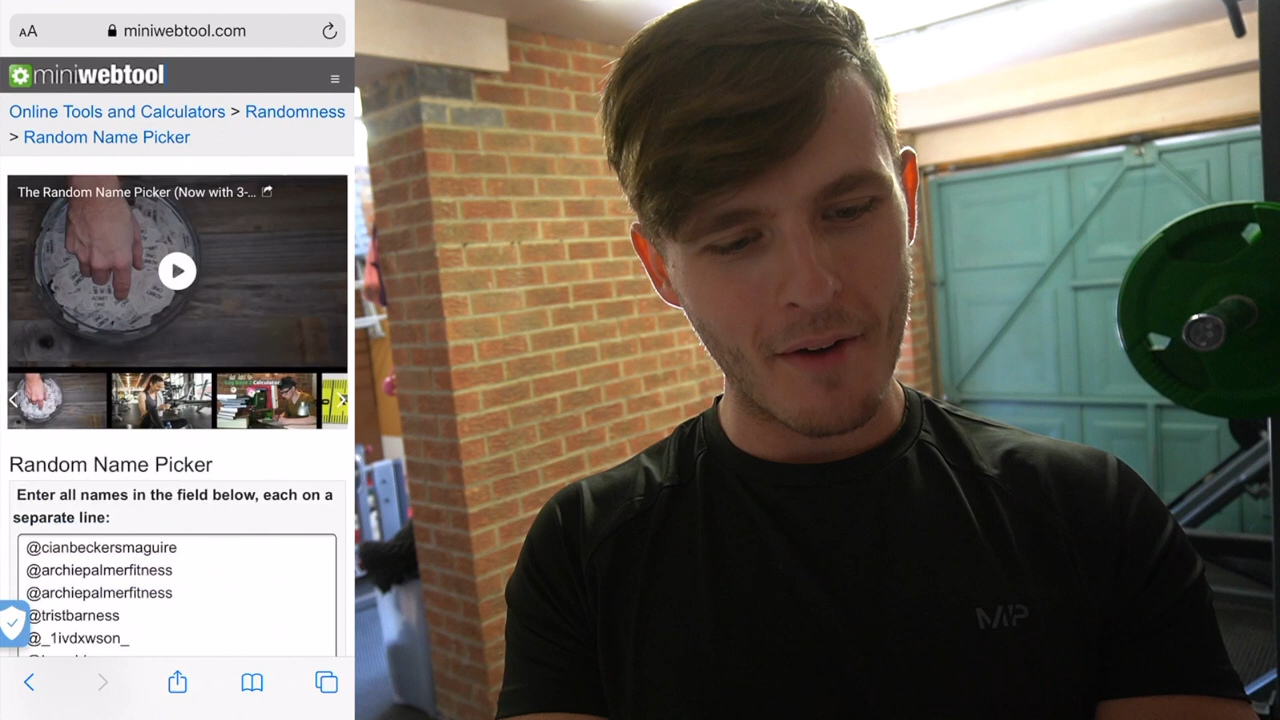 AA
miniwebtool.com
miniwebtool
Online Tools and Calculators > Randomness
> Random Name Picker
The Random Name Picker (Now with 3-...
Random Name Picker
Enter all names in the field below, each on a
separate line:
@cianbeckersmaguire
@archiepalmerfitness
@archiepalmerfitness
@tristbarness
@_1ivdxwson_
MP